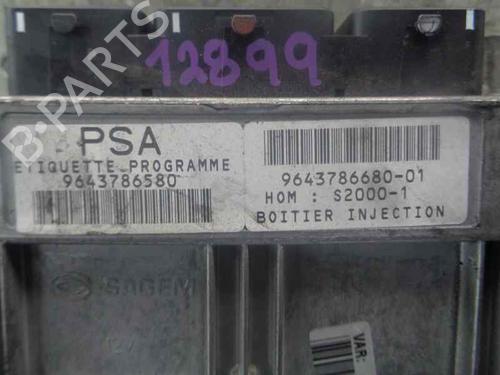 12899
B-PARTS
PSA
ETIQUETTE PROGRAMME
9643786580
9643786680-01
HOM : S2000-1
BOITIER INJECTION
SAGEM
VAR: